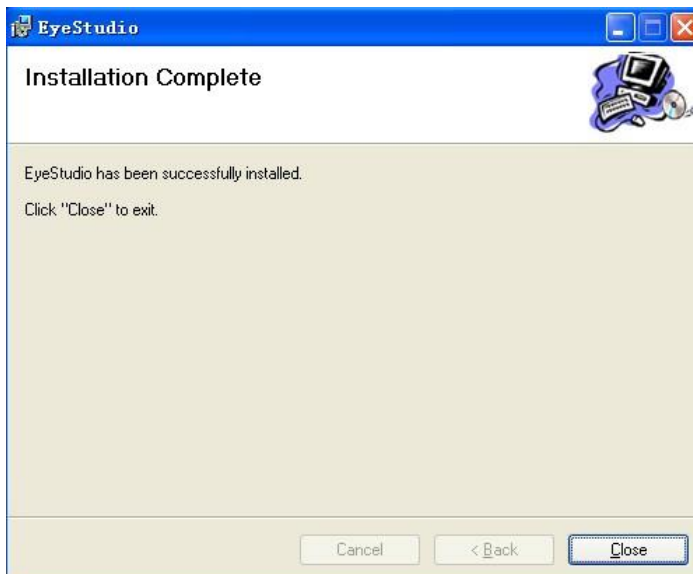 EyeStudio
Installation Complete
EyeStudio has been successfully installed.
Click "Close" to exit.
Cancel
< Back
Close